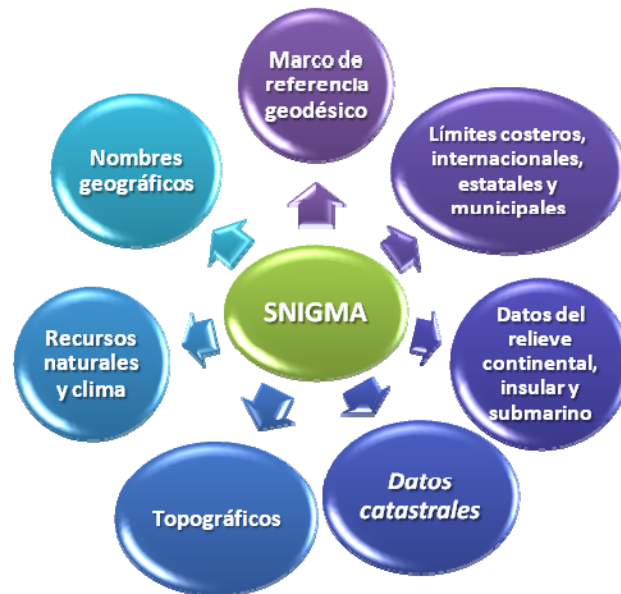 Marco de
referencia
geodésico
Límites costeros,
internacionales,
estatales y
municipales
Datos del
relieve
continental,
insular y
submarino
Datos
catastrales
Topográficos
Recursos
naturales
y clima
Nombres
geográficos
SNIGMA